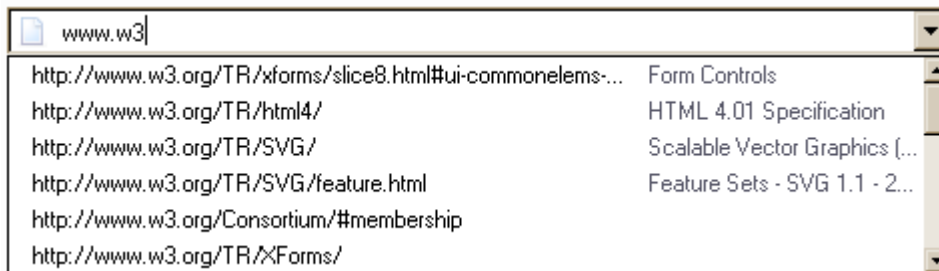 www.w3
http://www.w3.org/TR/xforms/slice8.html#ui-commonelems-... Form Controls
http://www.w3.org/TR/html4/ HTML 4.01 Specification
http://www.w3.org/TR/SVG/ Scalable Vector Graphics (...
http://www.w3.org/TR/SVG/feature.html Feature Sets - SVG 1.1 - 2...
http://www.w3.org/Consortium/#membership
http://www.w3.org/TR/XForms/